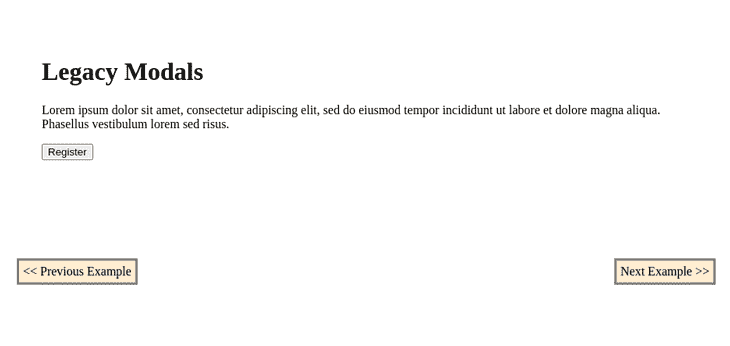 Legacy Modals
Lorem ipsum dolor sit amet, consectetur adipiscing elit, sed do eiusmod tempor incididunt ut labore et dolore magna aliqua.
Phasellus vestibulum lorem sed risus.
Register
<< Previous Example
Next Example >>